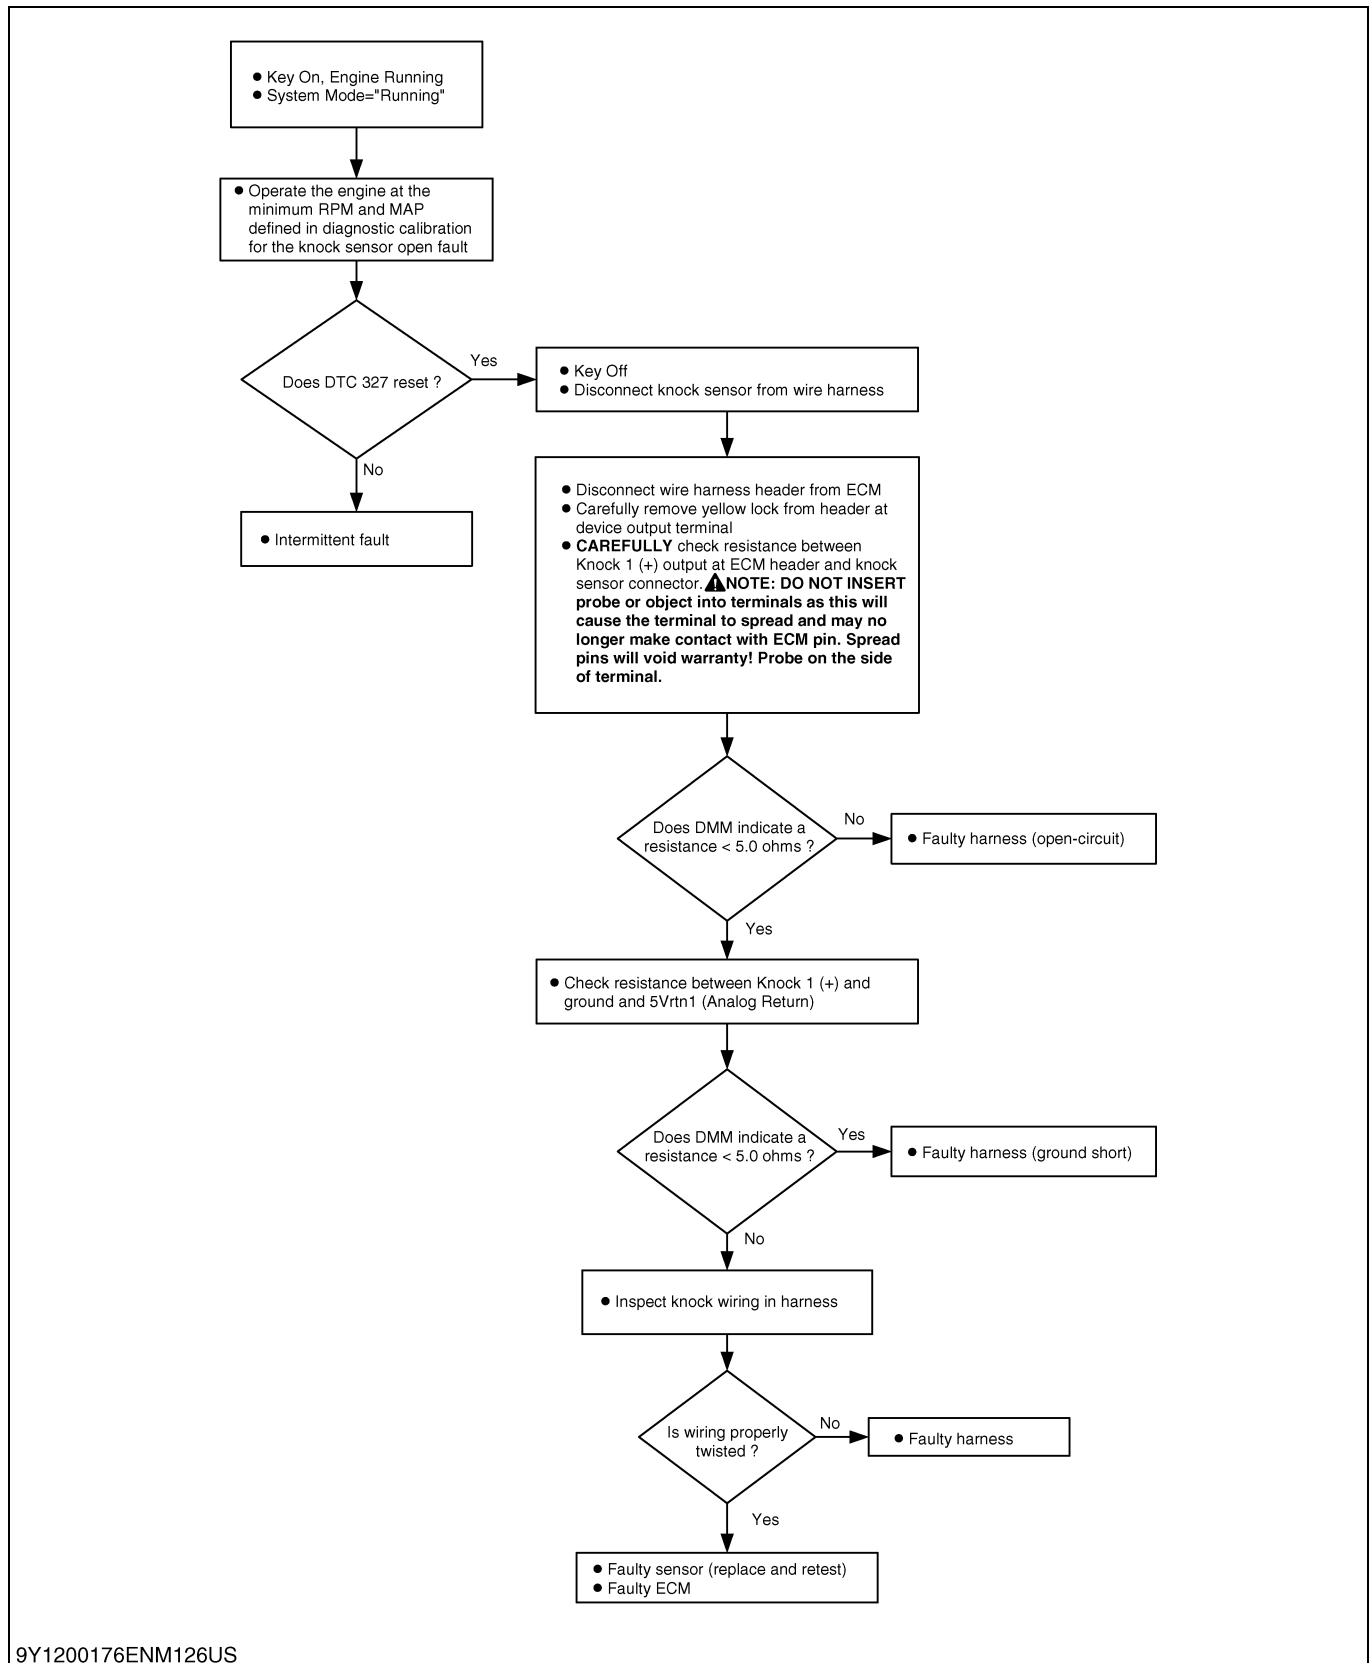 ● Key On, Engine Running
● System Mode="Running"
● Operate the engine at the
minimum RPM and MAP
defined in diagnostic calibration
for the knock sensor open fault
Does DTC 327 reset ?
Yes
No
● Intermittent fault
● Key Off
● Disconnect knock sensor from wire harness
● Disconnect wire harness header from ECM
● Carefully remove yellow lock from header at
device output terminal
● CAREFULLY check resistance between
Knock 1 (+) output at ECM header and knock
sensor connector. ⚠NOTE: DO NOT INSERT
probe or object into terminals as this will
cause the terminal to spread and may no
longer make contact with ECM pin. Spread
pins will void warranty! Probe on the side
of terminal.
Does DMM indicate a
resistance < 5.0 ohms ?
No
● Faulty harness (open-circuit)
Yes
● Check resistance between Knock 1 (+) and
ground and 5Vrtn1 (Analog Return)
Does DMM indicate a
resistance < 5.0 ohms ?
Yes
● Faulty harness (ground short)
No
● Inspect knock wiring in harness
Is wiring properly
twisted ?
No
● Faulty harness
Yes
● Faulty sensor (replace and retest)
● Faulty ECM
9Y1200176ENM126US